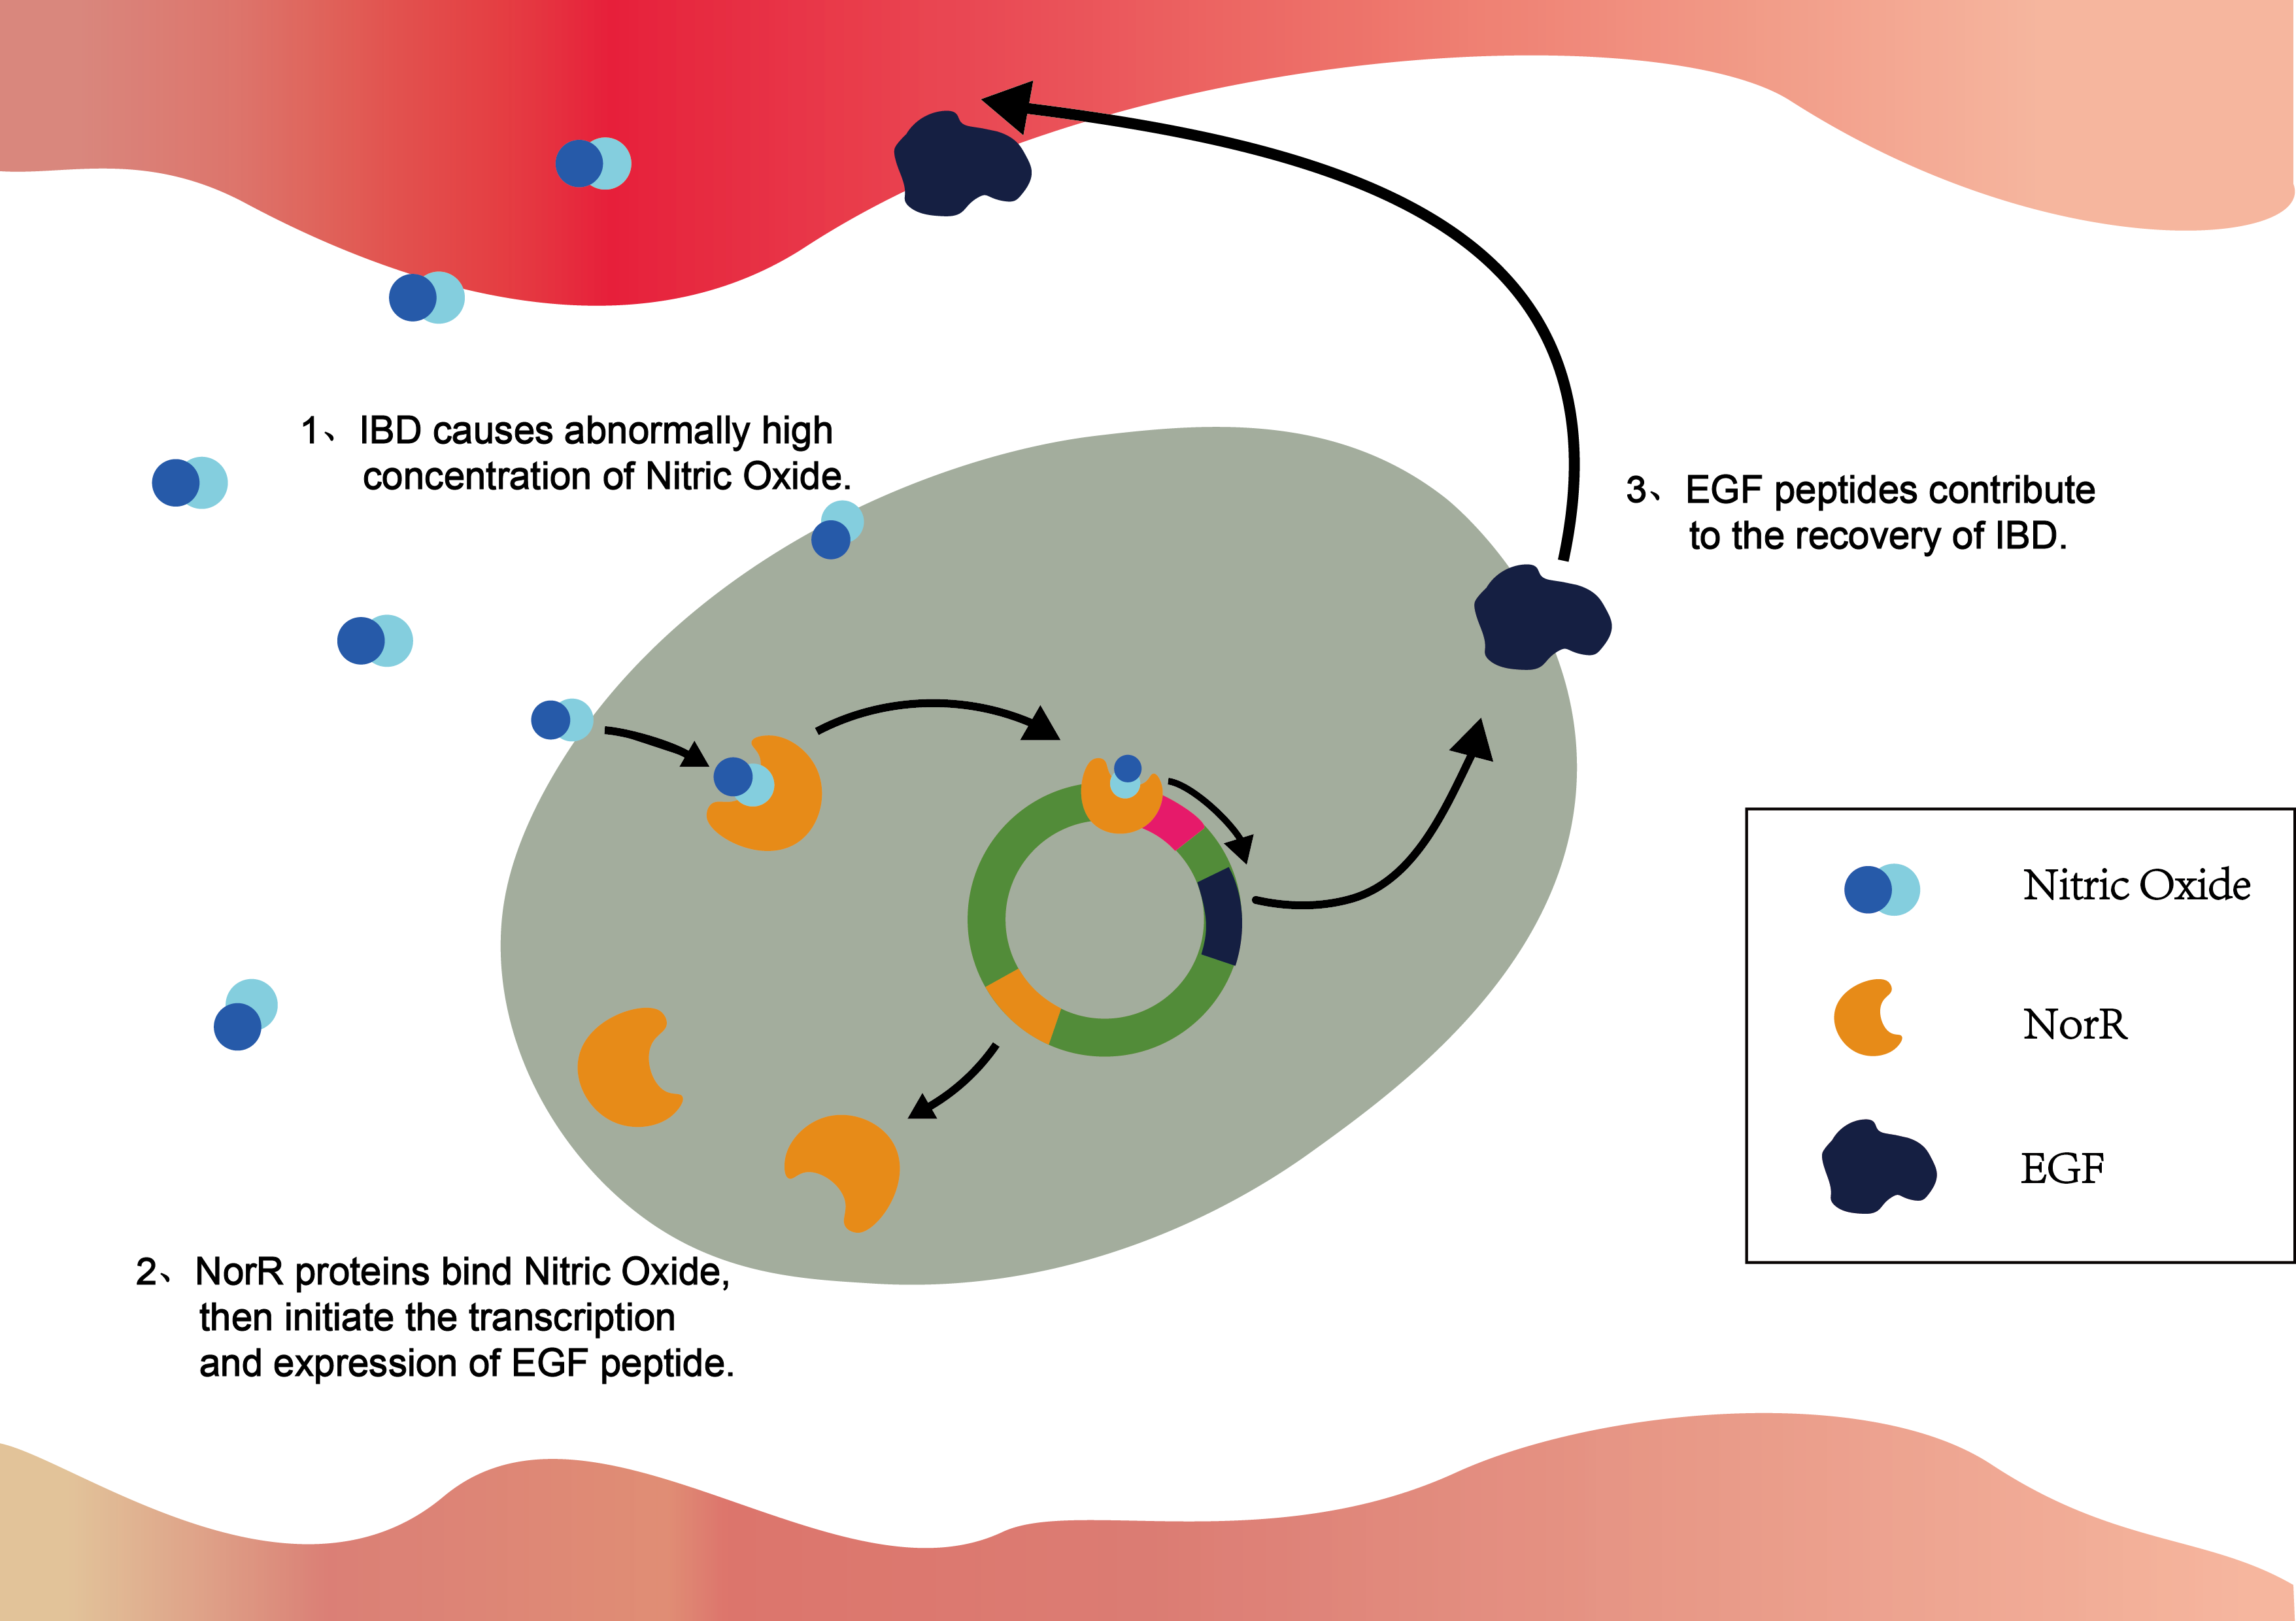 1、 IBD causes abnormally high
concentration of Nitric Oxide.
3、 EGF peptides contribute
to the recovery of IBD.
2、 NorR proteins bind Nitric Oxide,
then initiate the transcription
and expression of EGF peptide.
Nitric Oxide
NorR
EGF